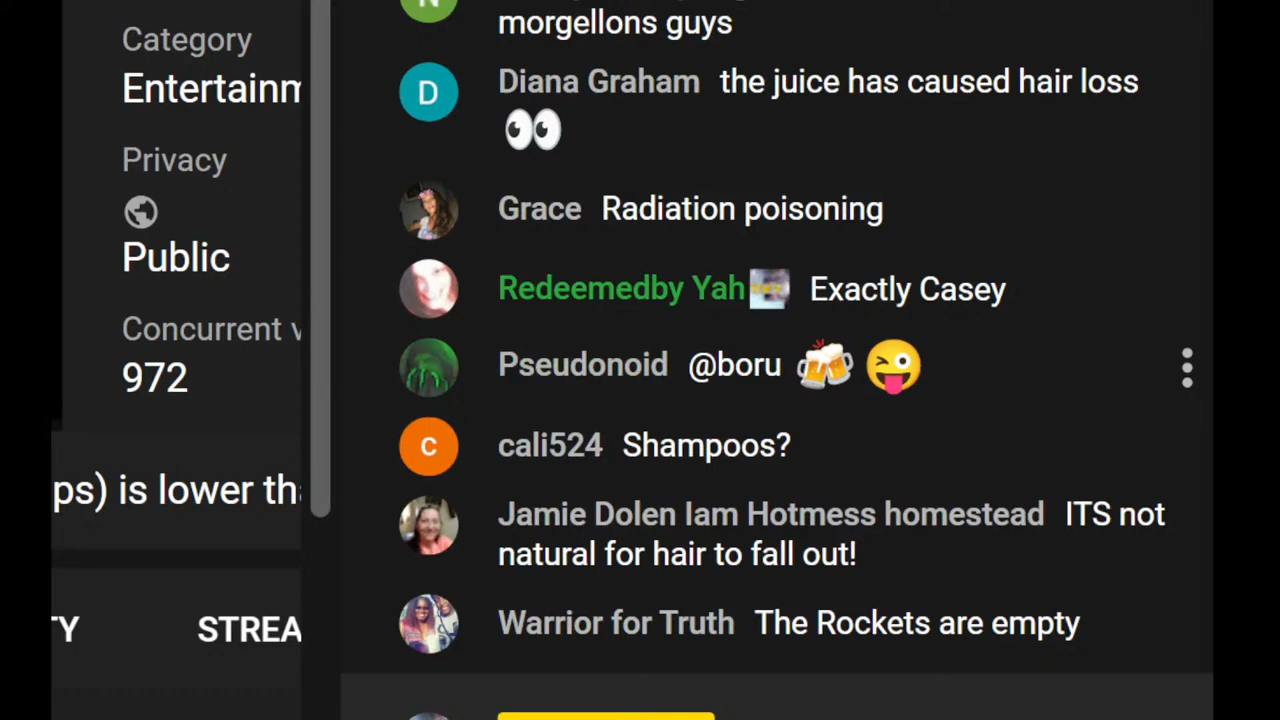 Category
Entertainm
Privacy
Public
Concurrent v
972
ps) is lower tha
TY STREA
N
morgellons guys
D Diana Graham the juice has caused hair loss
Grace Radiation poisoning
Redeemedby Yah Exactly Casey
Pseudonoid @boru
C cali524 Shampoos?
Jamie Dolen Iam Hotmess homestead ITS not
natural for hair to fall out!
Warrior for Truth The Rockets are empty